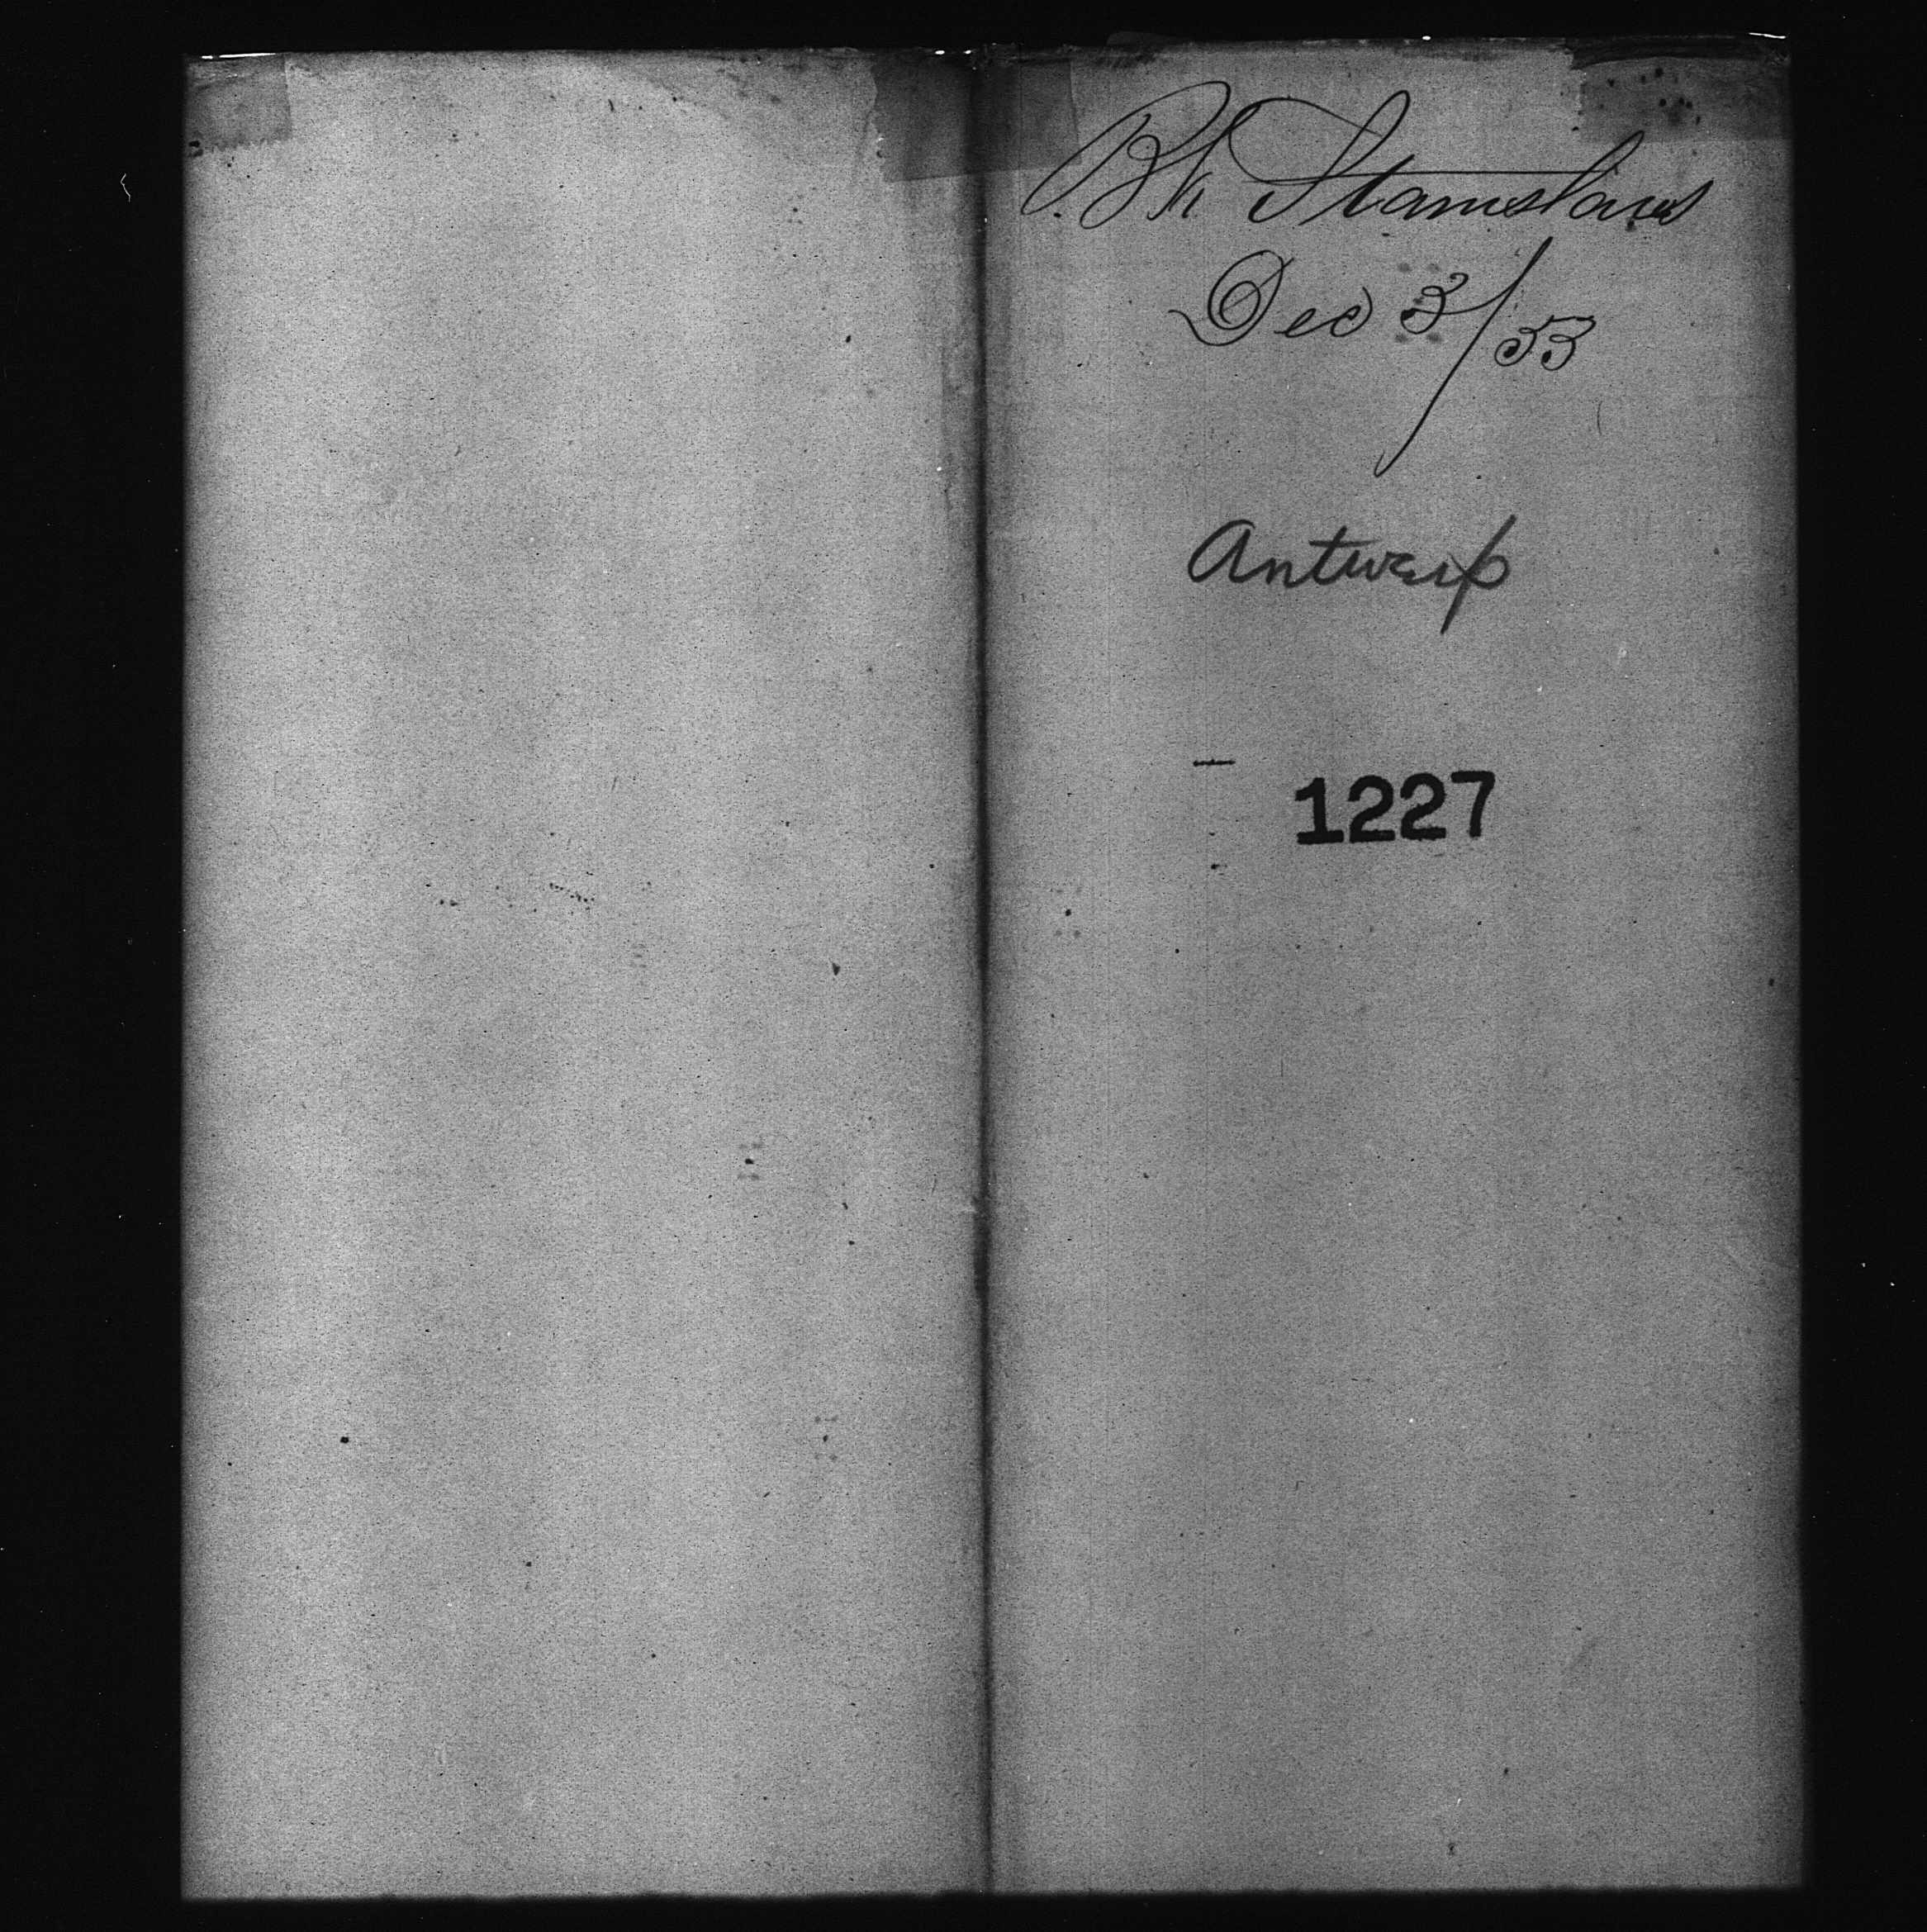 Bk Stanislaus
Dec 3/53
Antwerp
1227